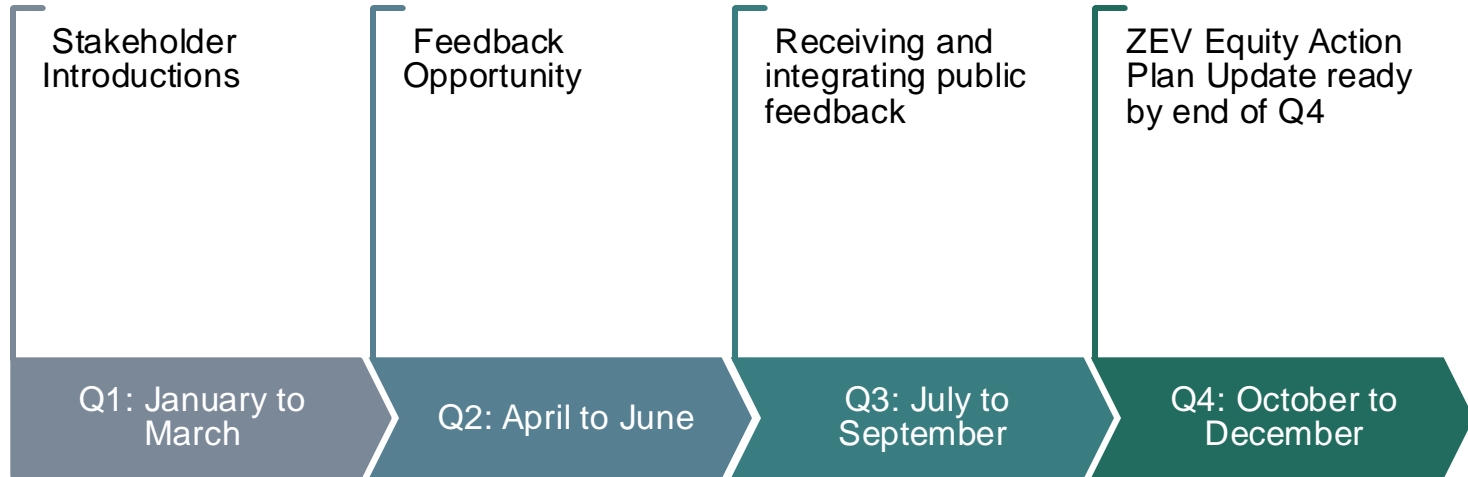 Stakeholder
Introductions
Feedback
Opportunity
Receiving and
integrating public
feedback
ZEV Equity Action
Plan Update ready
by end of Q4
Q1: January to
March
Q2: April to June
Q3: July to
September
Q4: October to
December